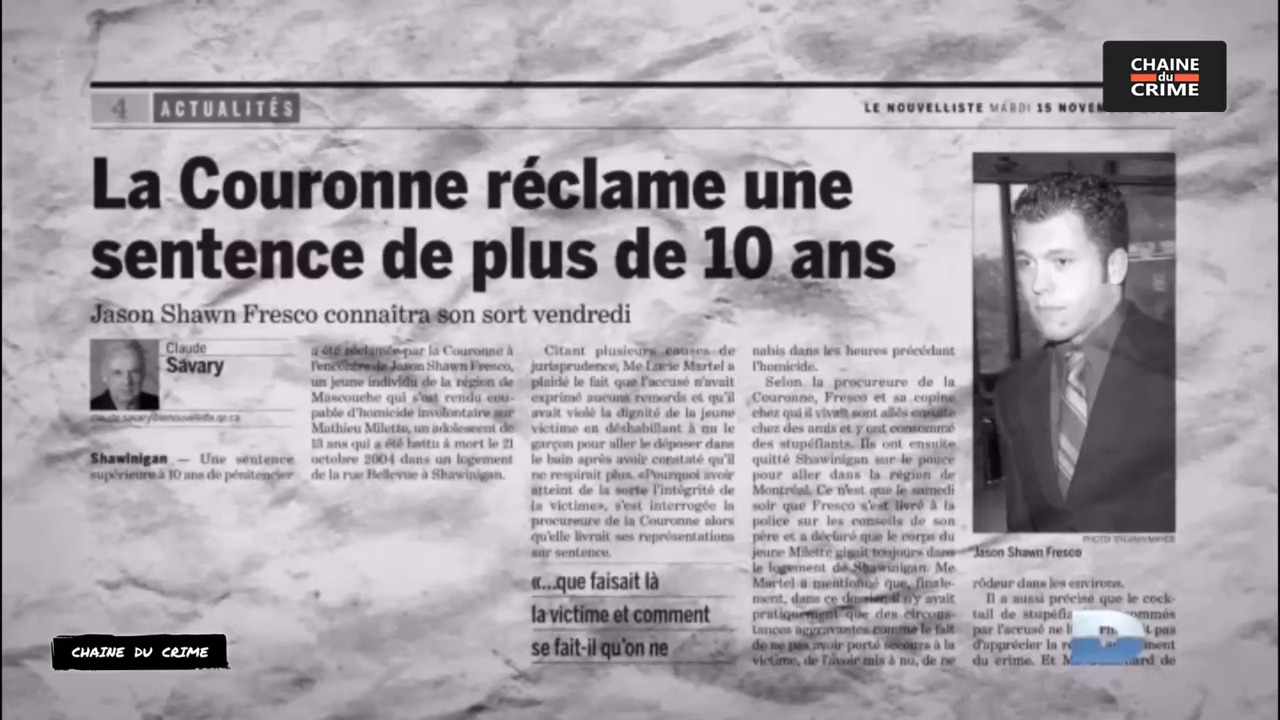 CHAINE
du
CRIME
4 ACTUALITÉS
LE NOUVELLISTE MARDI 15
La Couronne réclame une
sentence de plus de 10 ans
Jason Shawn Fresco connaîtra son sort vendredi
Claude
Savary
claude.savary@lenouvelliste.qc.ca
Shawinigan — Une sentence
supérieure à 10 ans de pénitencier
a été réclamée par la Couronne à
l'encontre de Jason Shawn Fresco,
un jeune individu de la région de
Mascouche qui s'est rendu cou-
pable d'homicide involontaire sur
Mathieu Milette, un adolescent de
13 ans qui a été battu à mort le 21
octobre 2004 dans un logement
de la rue Bellevue à Shawinigan.
Citant plusieurs causes de
jurisprudence, Me Lucie Martel a
plaidé le fait que l'accusé n'avait
exprimé aucuns remords et qu'il
avait violé la dignité de la jeune
victime en déshabillant à nu le
garçon pour aller le déposer dans
le bain après avoir constaté qu'il
ne respirait plus. «Pourquoi avoir
atteint de la sorte l'intégrité de
la victime», s'est interrogée la
procureure de la Couronne alors
qu'elle livrait ses représentations
sur sentence.
«...que faisait là
la victime et comment
se fait-il qu'on ne
nabis dans les heures précédant
l'homicide.
Selon la procureure de la
Couronne, Fresco et sa copine
chez qui il vivait sont allés ensuite
chez des amis et y ont consommé
des stupéfiants. Ils ont ensuite
quitté Shawinigan sur le pouce
pour aller dans la région de
Montréal. Ce n'est que le samedi
soir que Fresco s'est livré à la
police sur les conseils de son
père et a déclaré que le corps du
jeune Milette gisait toujours dans
le logement de Shawinigan. Me
Martel a mentionné que, finale-
ment, dans ce dossier, il n'y avait
pratiquement que des circons-
tances aggravantes comme le fait
de ne pas avoir porté secours à la
victime, de l'avoir mis à nu, de ne
PHOTO: SYLVAIN MAYER
Jason Shawn Fresco
rôdeur dans les environs.
Il a aussi précisé que le cock-
tail de
par l'accusé ne pas
d'apprécier la
du crime. Et de
CHAINE DU CRIME
D